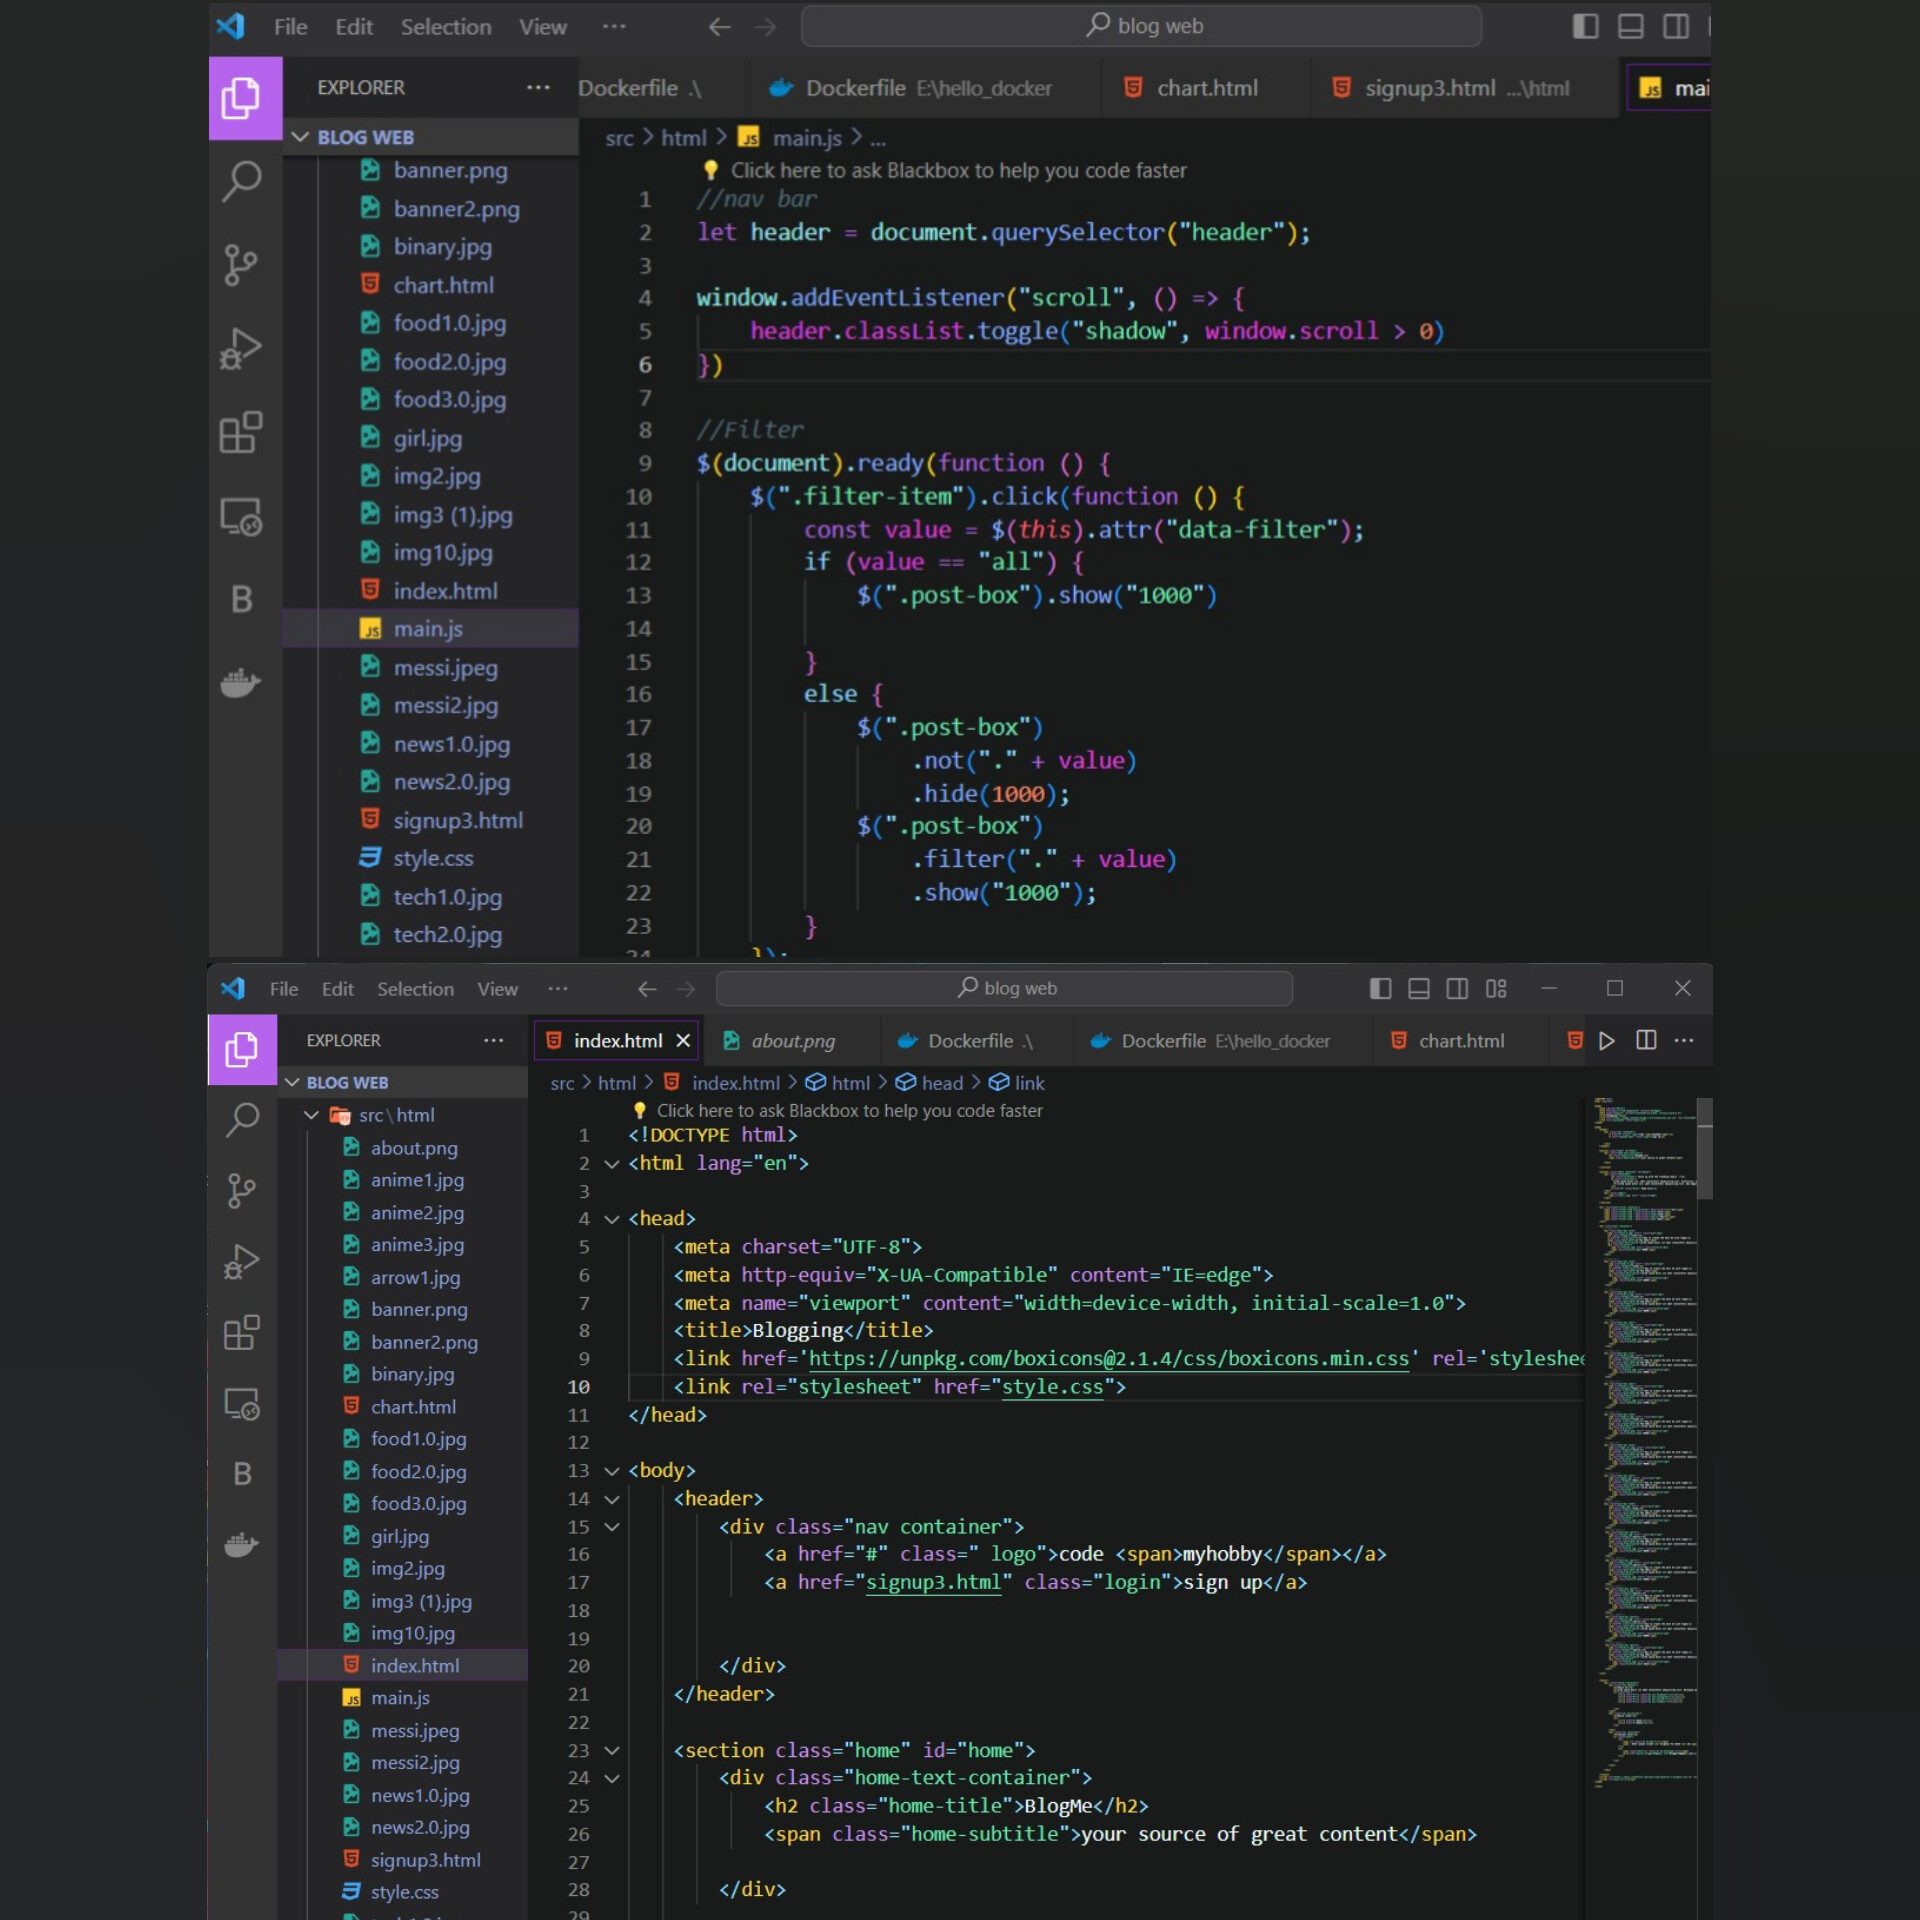 File Edit Selection View ··· blog web
EXPLORER ··· Dockerfile .\ Dockerfile E:\hello_docker chart.html signup3.html ...\html mai
BLOG WEB
src > html > JS main.js > ...
banner.png
banner2.png
binary.jpg
chart.html
food1.0.jpg
food2.0.jpg
food3.0.jpg
girl.jpg
img2.jpg
img3 (1).jpg
img10.jpg
index.html
JS main.js
messi.jpeg
messi2.jpg
news1.0.jpg
news2.0.jpg
signup3.html
style.css
tech1.0.jpg
tech2.0.jpg
B
Click here to ask Blackbox to help you code faster
1 //nav bar
2 let header = document.querySelector("header");
3
4 window.addEventListener("scroll", () => {
5 header.classList.toggle("shadow", window.scroll > 0)
6 })
7
8 //Filter
9 $(document).ready(function () {
10 $(".filter-item").click(function () {
11 const value = $(this).attr("data-filter");
12 if (value == "all") {
13 $(".post-box").show("1000")
14
15 }
16 else {
17 $(".post-box")
18 .not("." + value)
19 .hide(1000);
20 $(".post-box")
21 .filter("." + value)
22 .show("1000");
23 }
24 });
File Edit Selection View ··· blog web
EXPLORER ··· index.html about.png Dockerfile .\ Dockerfile E:\hello_docker chart.html
BLOG WEB
src > html > index.html > html > head > link
src\html
about.png
anime1.jpg
anime2.jpg
anime3.jpg
arrow1.jpg
banner.png
banner2.png
binary.jpg
chart.html
food1.0.jpg
food2.0.jpg
food3.0.jpg
girl.jpg
img2.jpg
img3 (1).jpg
img10.jpg
index.html
JS main.js
messi.jpeg
messi2.jpg
news1.0.jpg
news2.0.jpg
signup3.html
style.css
B
Click here to ask Blackbox to help you code faster
1 <!DOCTYPE html>
2 <html lang="en">
3
4 <head>
5 <meta charset="UTF-8">
6 <meta http-equiv="X-UA-Compatible" content="IE=edge">
7 <meta name="viewport" content="width=device-width, initial-scale=1.0">
8 <title>Blogging</title>
9 <link href='https://unpkg.com/boxicons@2.1.4/css/boxicons.min.css' rel='styleshee
10 <link rel="stylesheet" href="style.css">
11 </head>
12
13 <body>
14 <header>
15 <div class="nav container">
16 <a href="#" class=" logo">code <span>myhobby</span></a>
17 <a href="signup3.html" class="login">sign up</a>
18
19
20 </div>
21 </header>
22
23 <section class="home" id="home">
24 <div class="home-text-container">
25 <h2 class="home-title">BlogMe</h2>
26 <span class="home-subtitle">your source of great content</span>
27
28 </div>
29